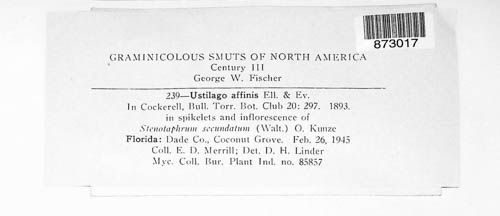 873017
GRAMINICOLOUS SMUTS OF NORTH AMERICA
Century III
George W. Fischer
239—Ustilago affinis Ell. & Ev.
In Cockerell, Bull. Torr. Bot. Club 20: 297. 1893.
in spikelets and inflorescence of
Stenotaphrum secundatum (Walt.) O. Kunze
Florida: Dade Co., Coconut Grove. Feb. 26, 1945
Coll. E. D. Merrill; Det. D. H. Linder
Myc. Coll. Bur. Plant Ind. no. 85857